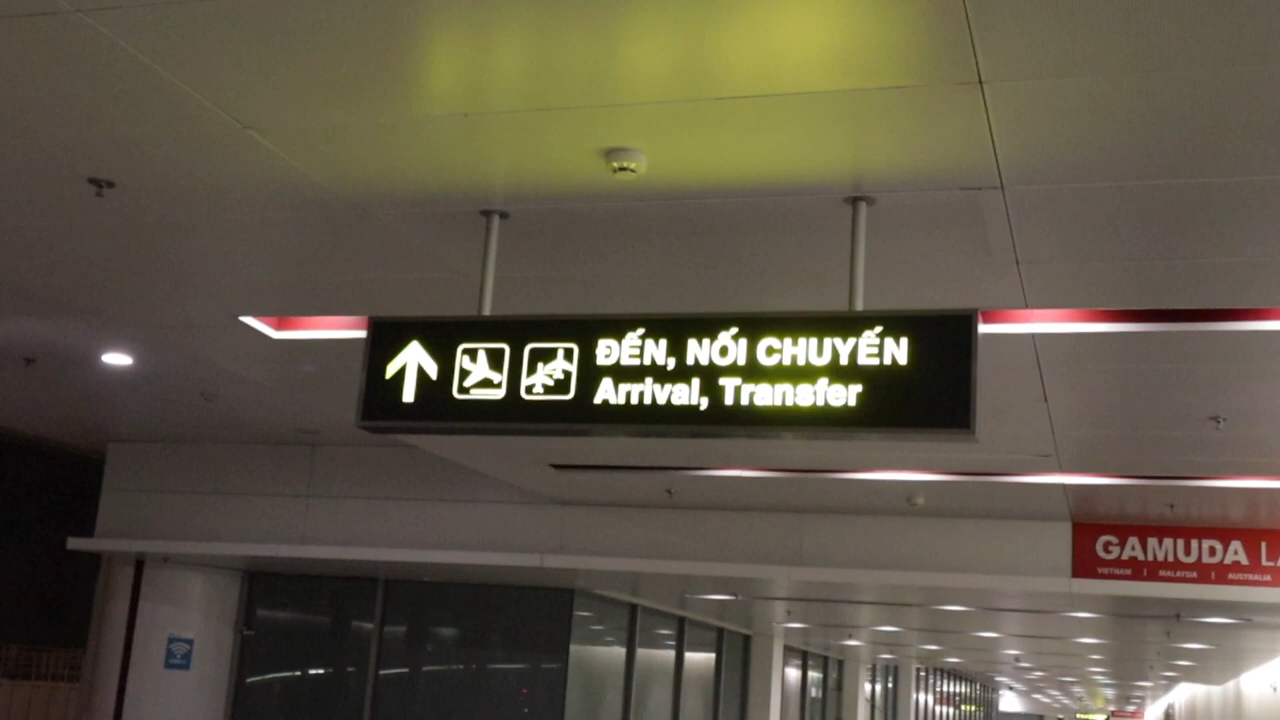 ĐẾN, NỐI CHUYẾN
Arrival, Transfer
GAMUDA
VIETNAM | MALAYSIA | AUSTRALIA